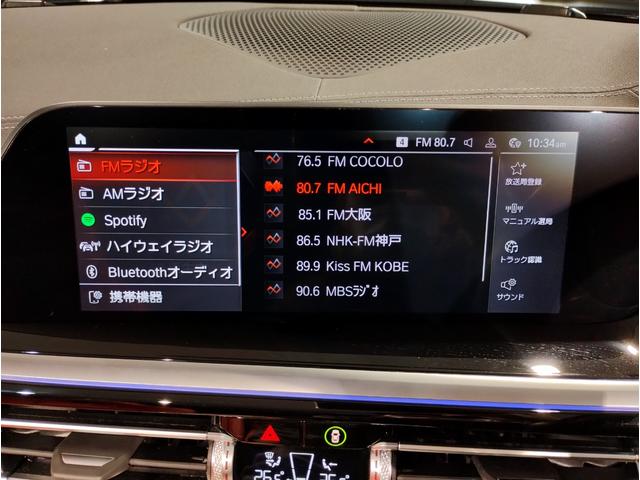 4 FM 80.7 10:34am
FMラジオ
AMラジオ
Spotify
ハイウェイラジオ
Bluetoothオーディオ
携帯機器
76.5 FM COCOLO
80.7 FM AICHI
85.1 FM大阪
86.5 NHK-FM神戸
89.9 Kiss FM KOBE
90.6 MBSﾗｼﾞｵ
放送局登録
マニュアル選局
トラック認識
サウンド